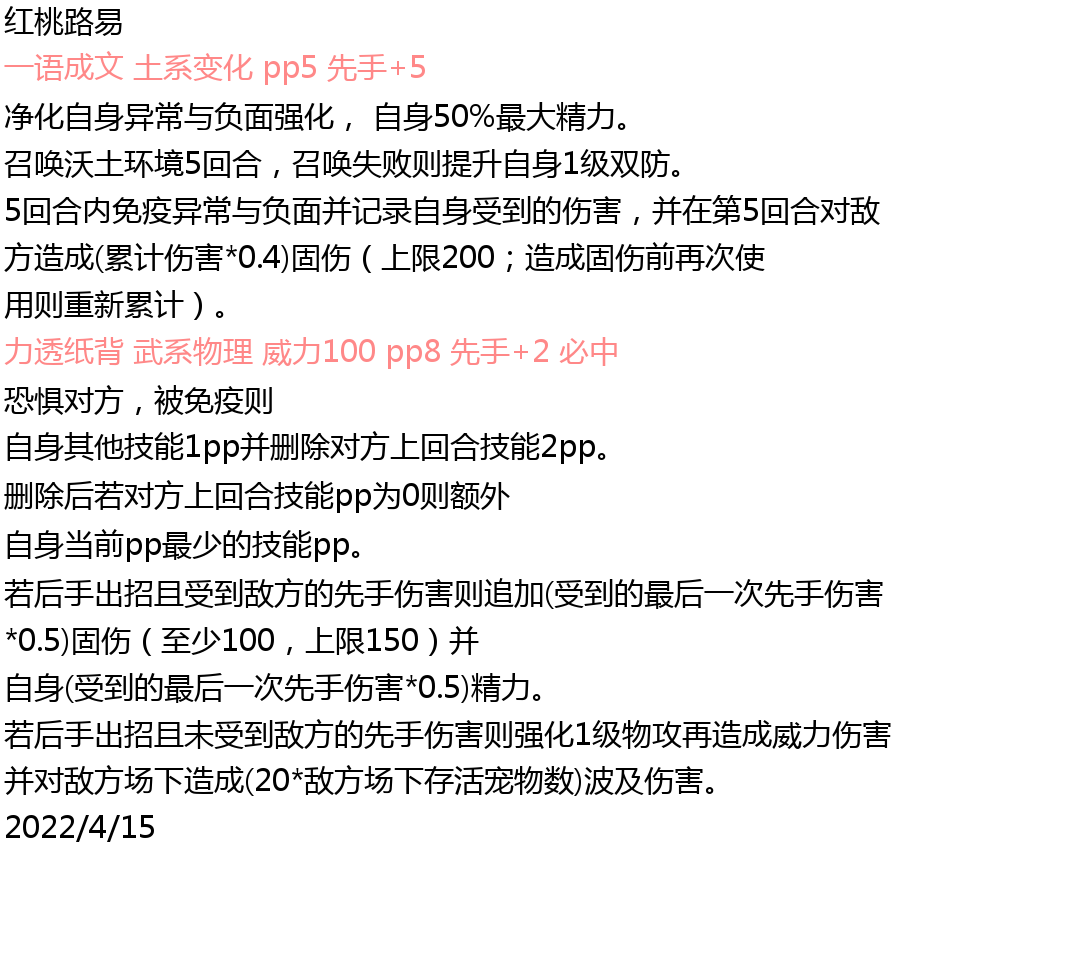 红桃路易
一语成文 土系变化 pp5 先手+5
净化自身异常与负面强化， 自身50%最大精力。
召唤沃土环境5回合，召唤失败则提升自身1级双防。
5回合内免疫异常与负面并记录自身受到的伤害，并在第5回合对敌
方造成(累计伤害*0.4)固伤（上限200；造成固伤前再次使
用则重新累计）。
力透纸背 武系物理 威力100 pp8 先手+2 必中
恐惧对方，被免疫则
自身其他技能1pp并删除对方上回合技能2pp。
删除后若对方上回合技能pp为0则额外
自身当前pp最少的技能pp。
若后手出招且受到敌方的先手伤害则追加(受到的最后一次先手伤害
*0.5)固伤（至少100，上限150）并
自身(受到的最后一次先手伤害*0.5)精力。
若后手出招且未受到敌方的先手伤害则强化1级物攻再造成威力伤害
并对敌方场下造成(20*敌方场下存活宠物数)波及伤害。
2022/4/15